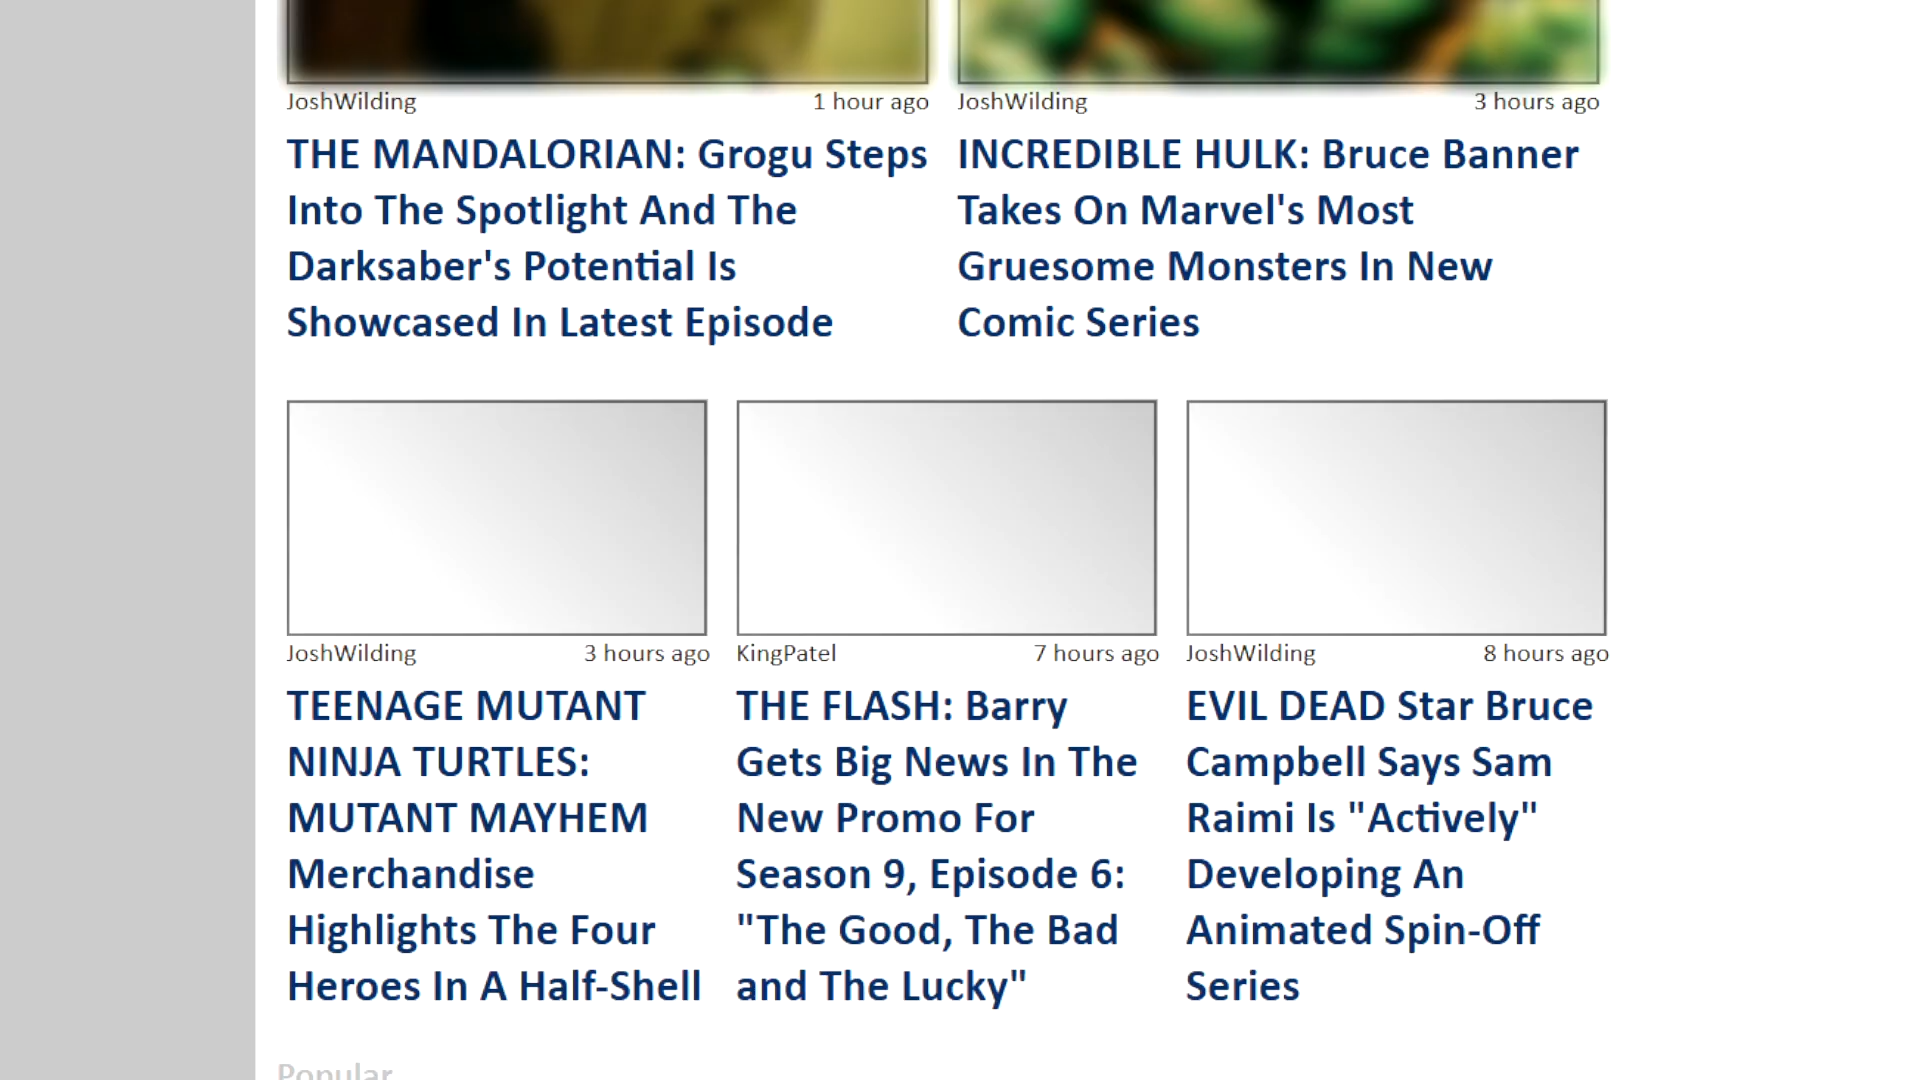 JoshWilding 1 hour ago
THE MANDALORIAN: Grogu Steps
Into The Spotlight And The
Darksaber's Potential Is
Showcased In Latest Episode
JoshWilding 3 hours ago
INCREDIBLE HULK: Bruce Banner
Takes On Marvel's Most
Gruesome Monsters In New
Comic Series
JoshWilding 3 hours ago
TEENAGE MUTANT
NINJA TURTLES:
MUTANT MAYHEM
Merchandise
Highlights The Four
Heroes In A Half-Shell
KingPatel 7 hours ago
THE FLASH: Barry
Gets Big News In The
New Promo For
Season 9, Episode 6:
"The Good, The Bad
and The Lucky"
JoshWilding 8 hours ago
EVIL DEAD Star Bruce
Campbell Says Sam
Raimi Is "Actively"
Developing An
Animated Spin-Off
Series
Popular